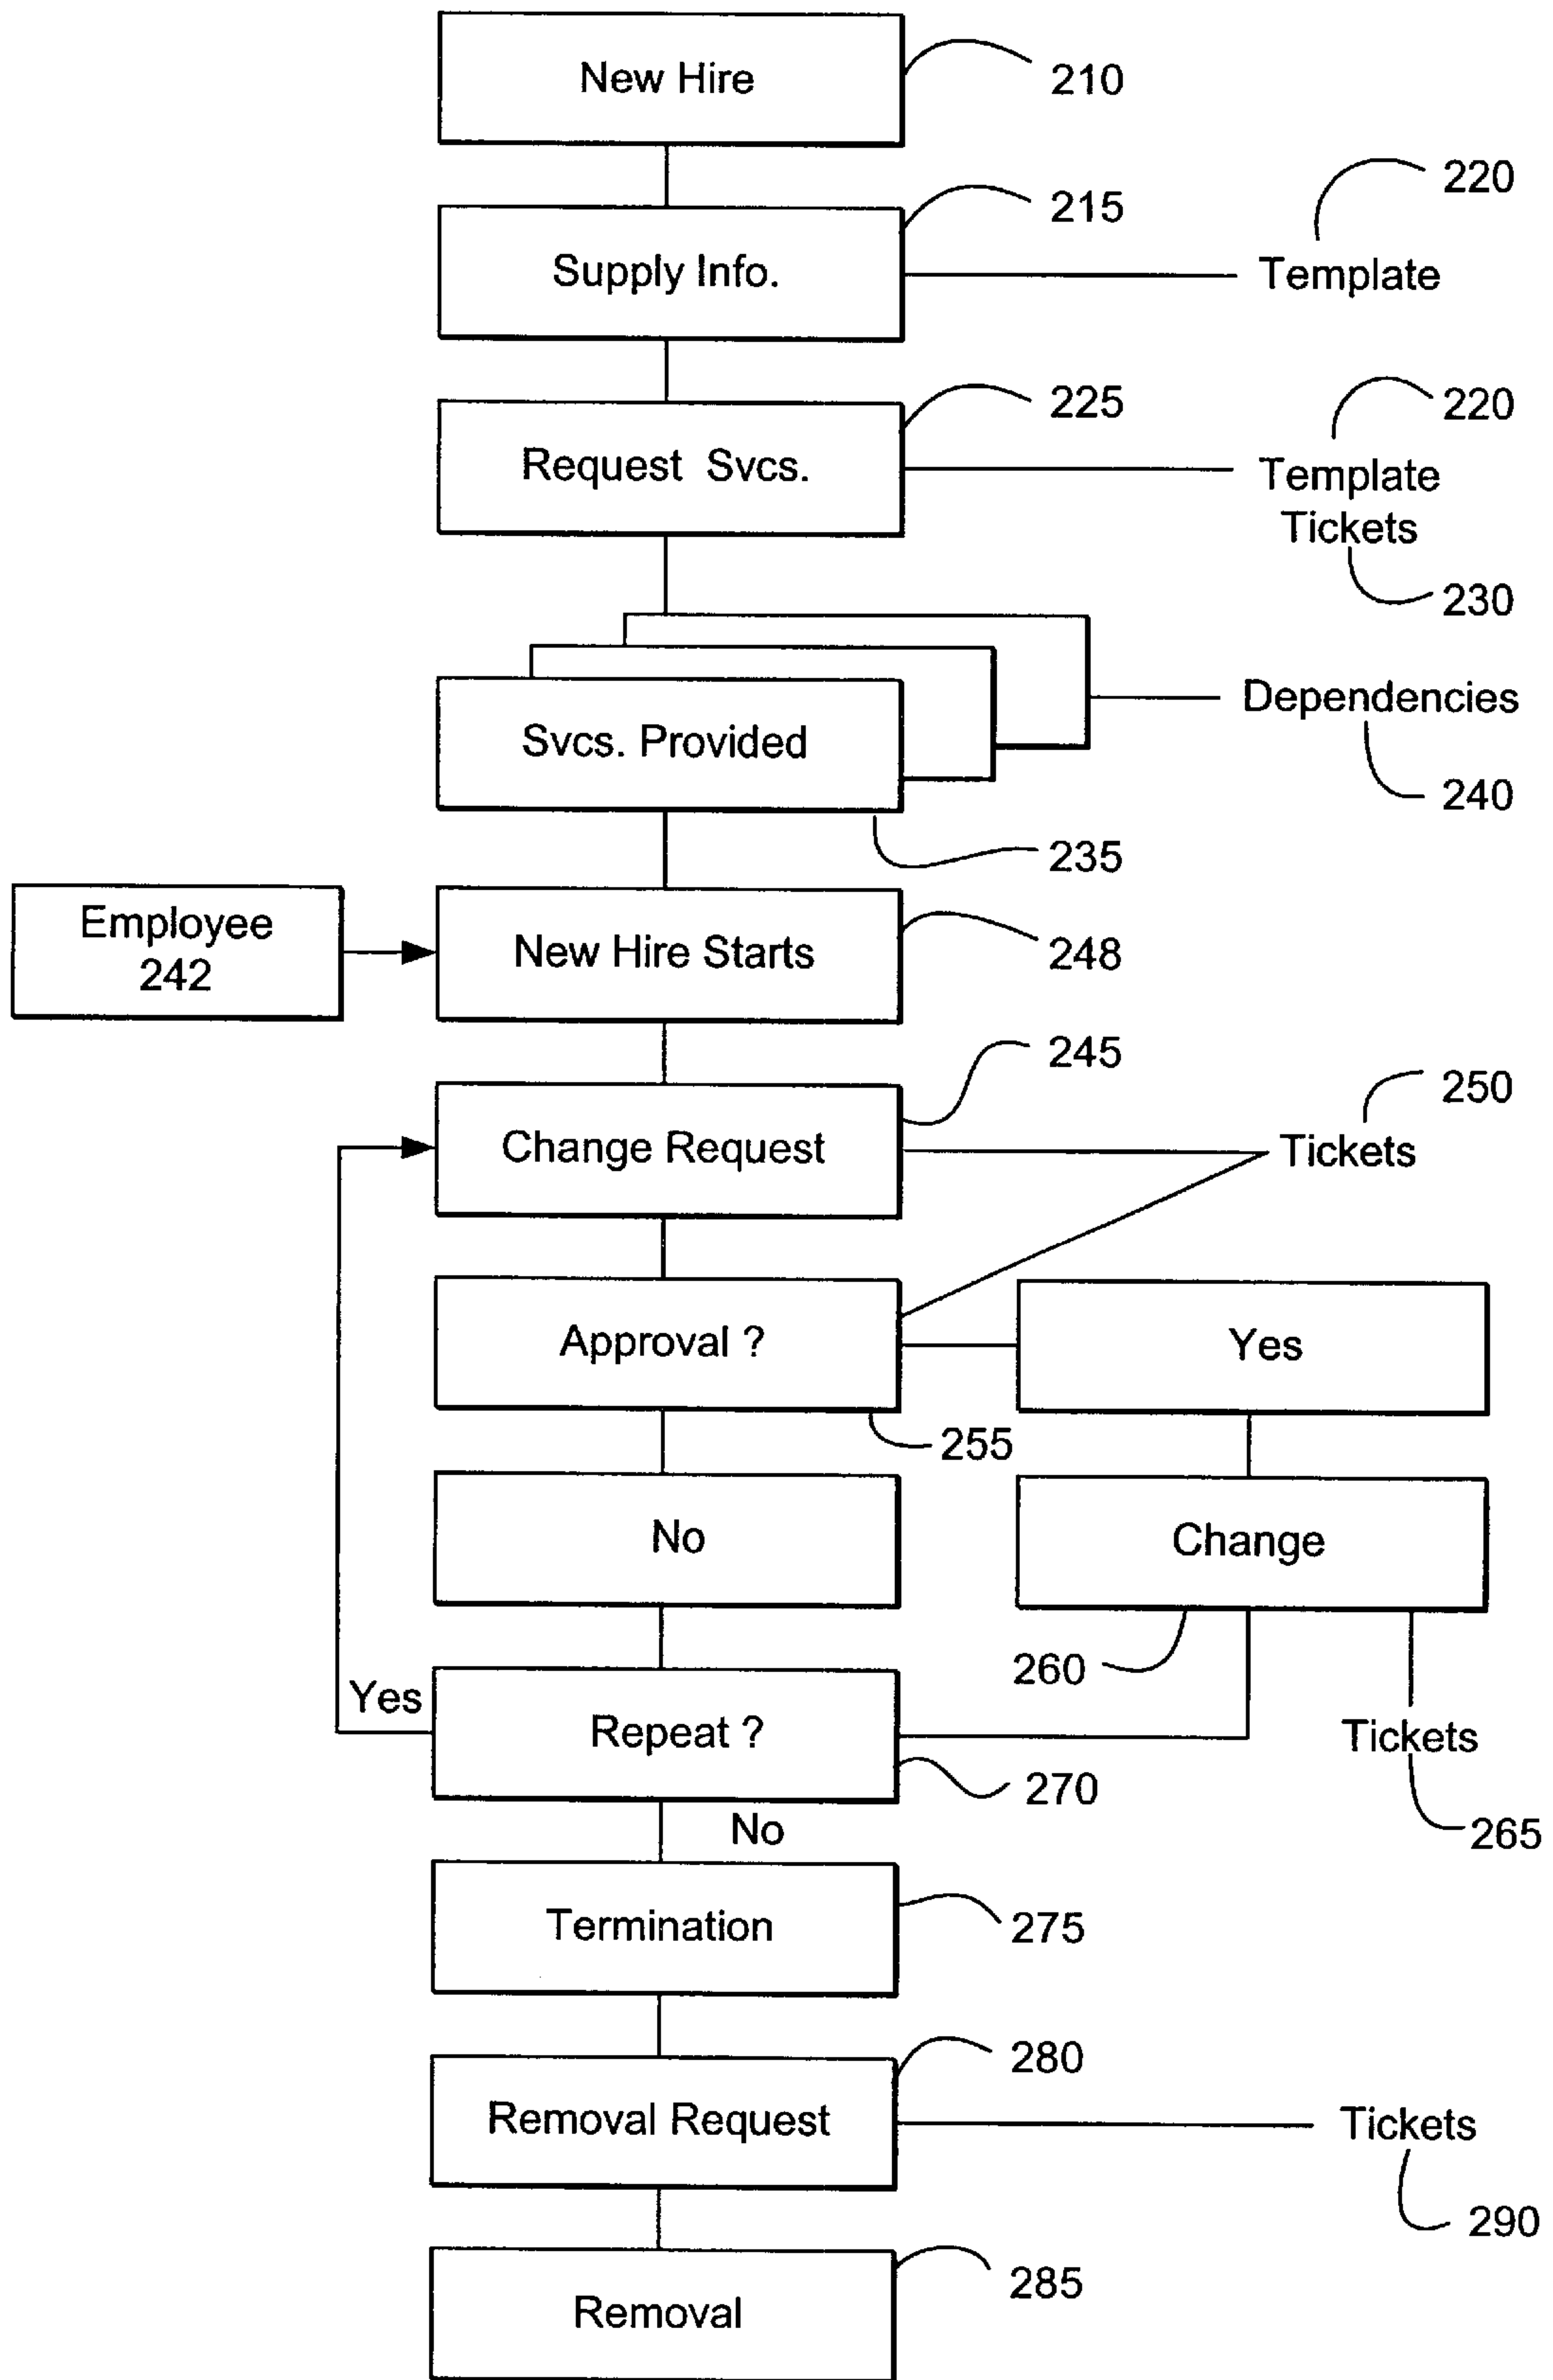 New Hire
210
220
215
Supply Info.
Template
225
220
Request Svcs.
Template
Tickets
230
Dependencies
Svcs. Provided
240
235
Employee
242
New Hire Starts
248
245
250
Change Request
Tickets
Approval ?
Yes
255
No
Change
260
Yes
Repeat ?
Tickets
270
265
No
Termination
275
280
Removal Request
Tickets
290
285
Removal